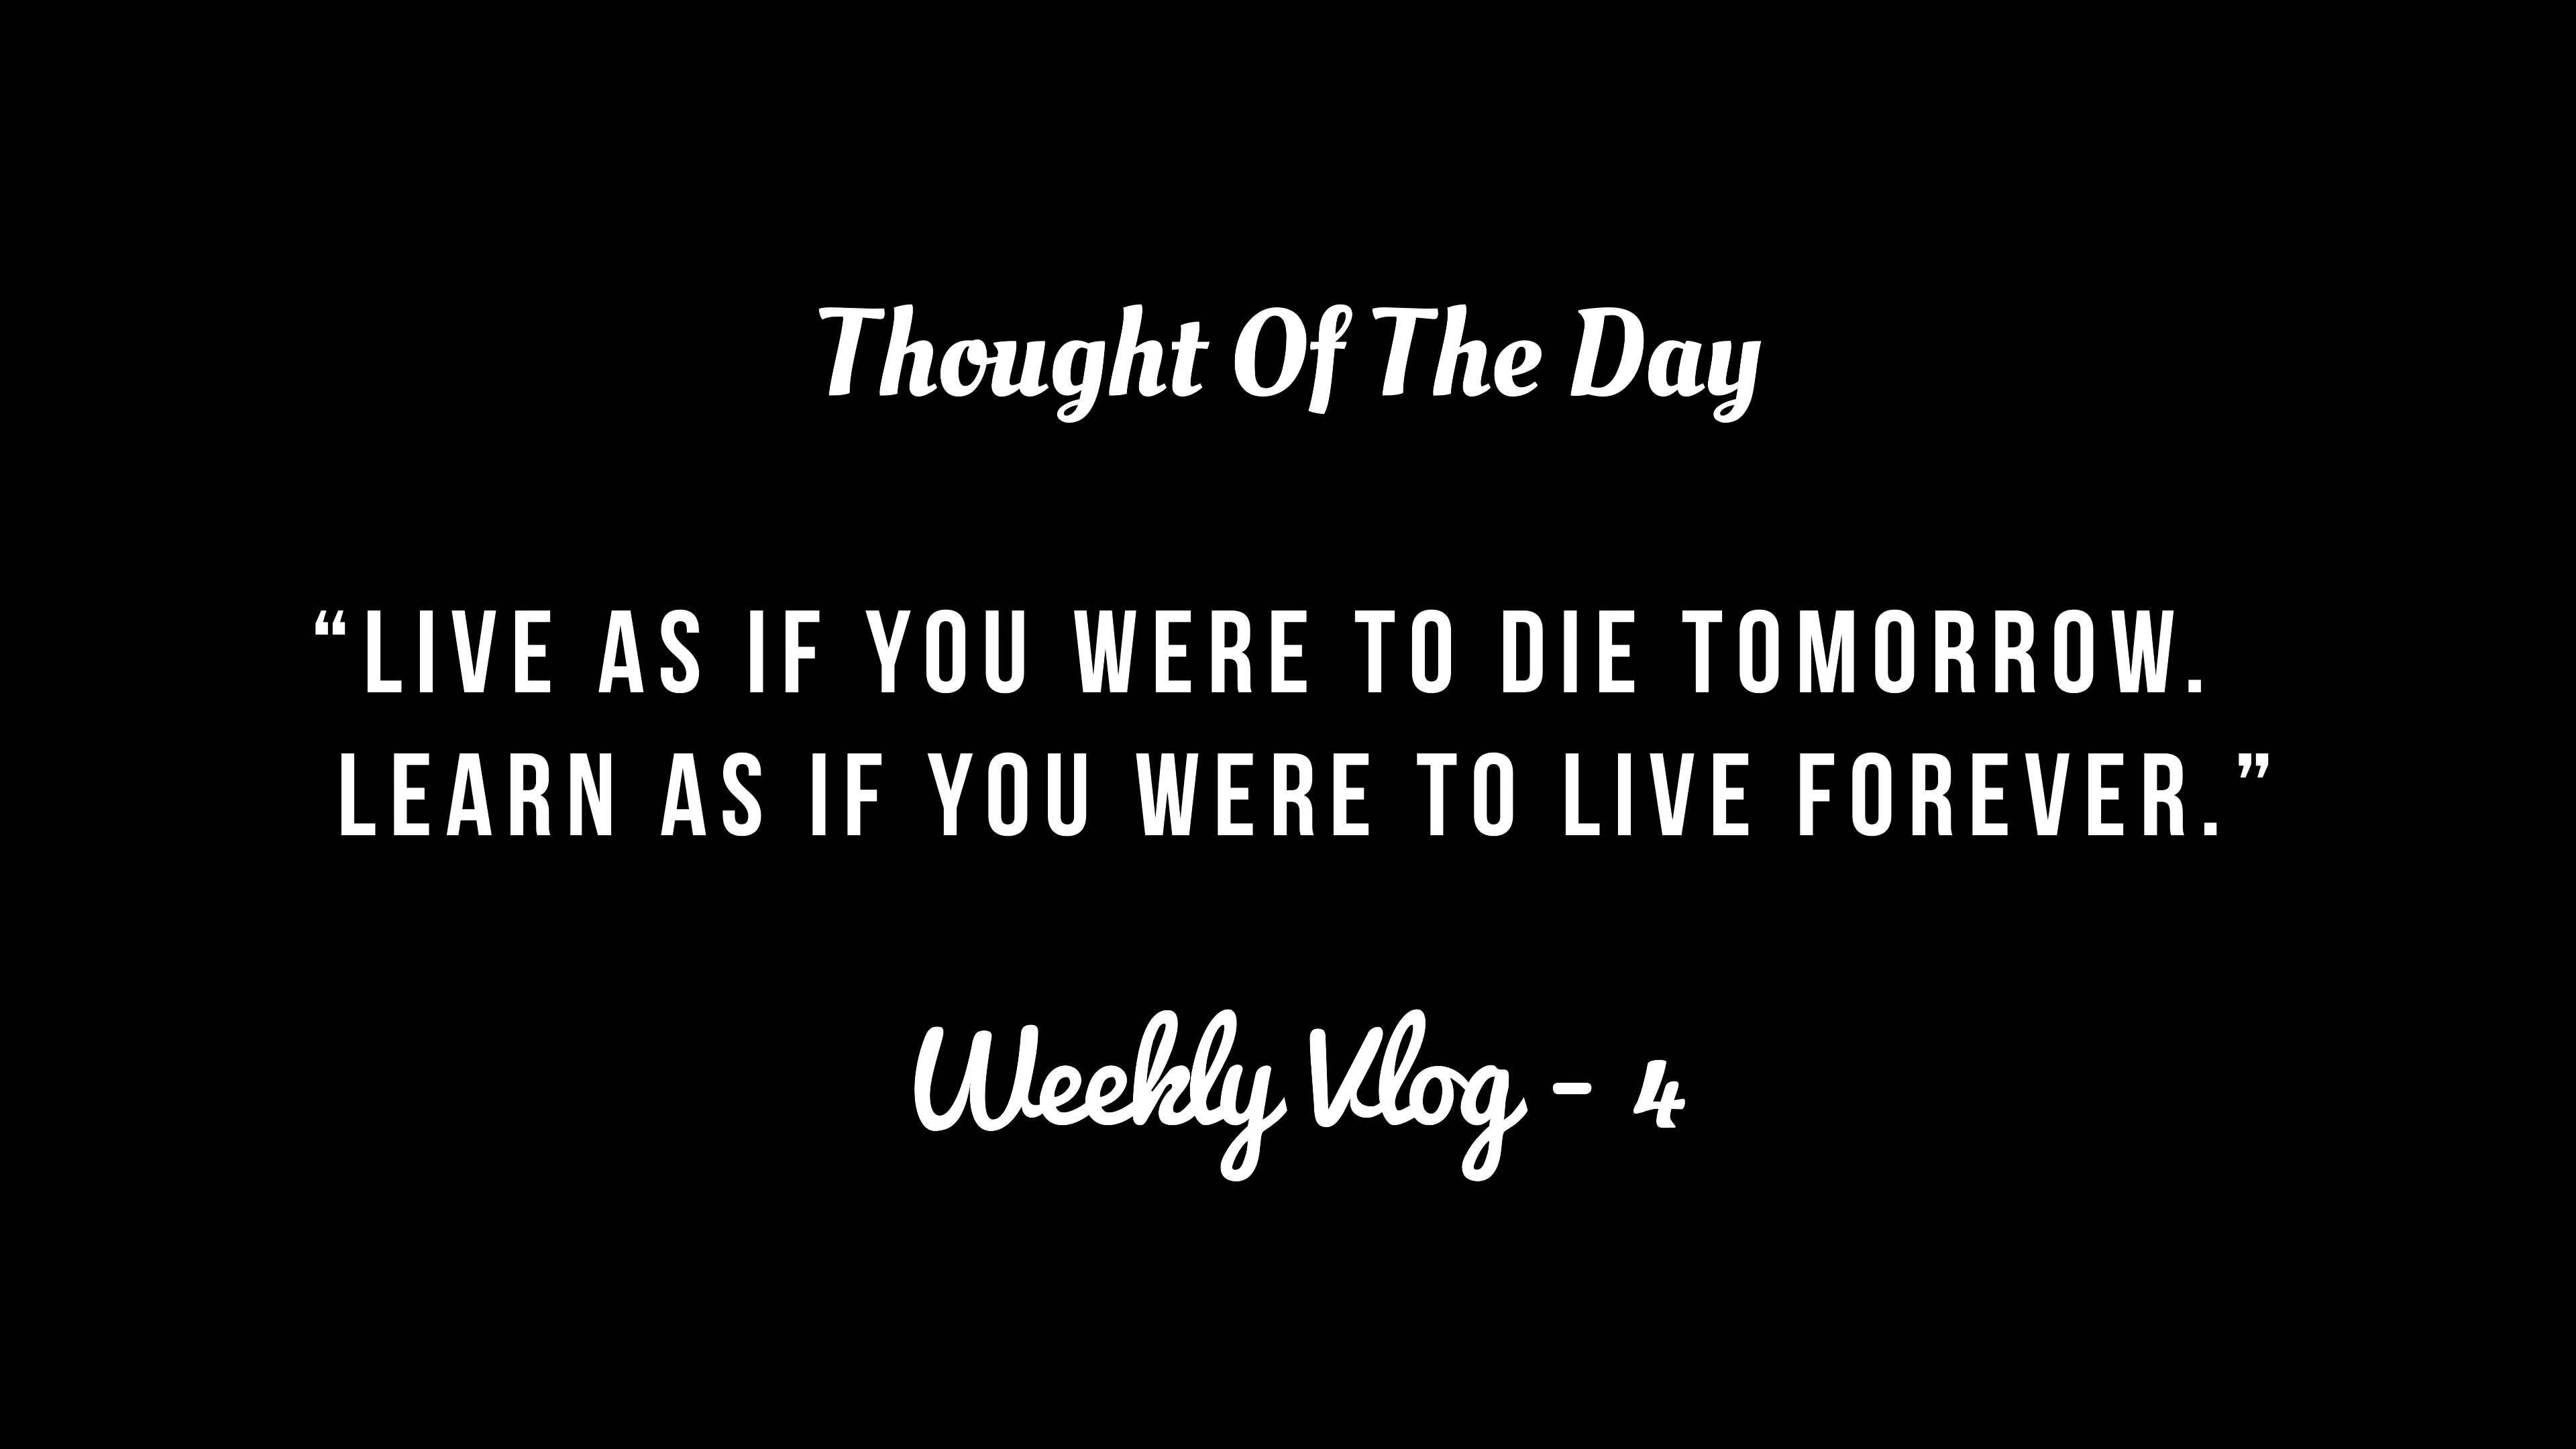 Thought Of The Day
“LIVE AS IF YOU WERE TO DIE TOMORROW.
LEARN AS IF YOU WERE TO LIVE FOREVER.”
Weekly Vlog - 4